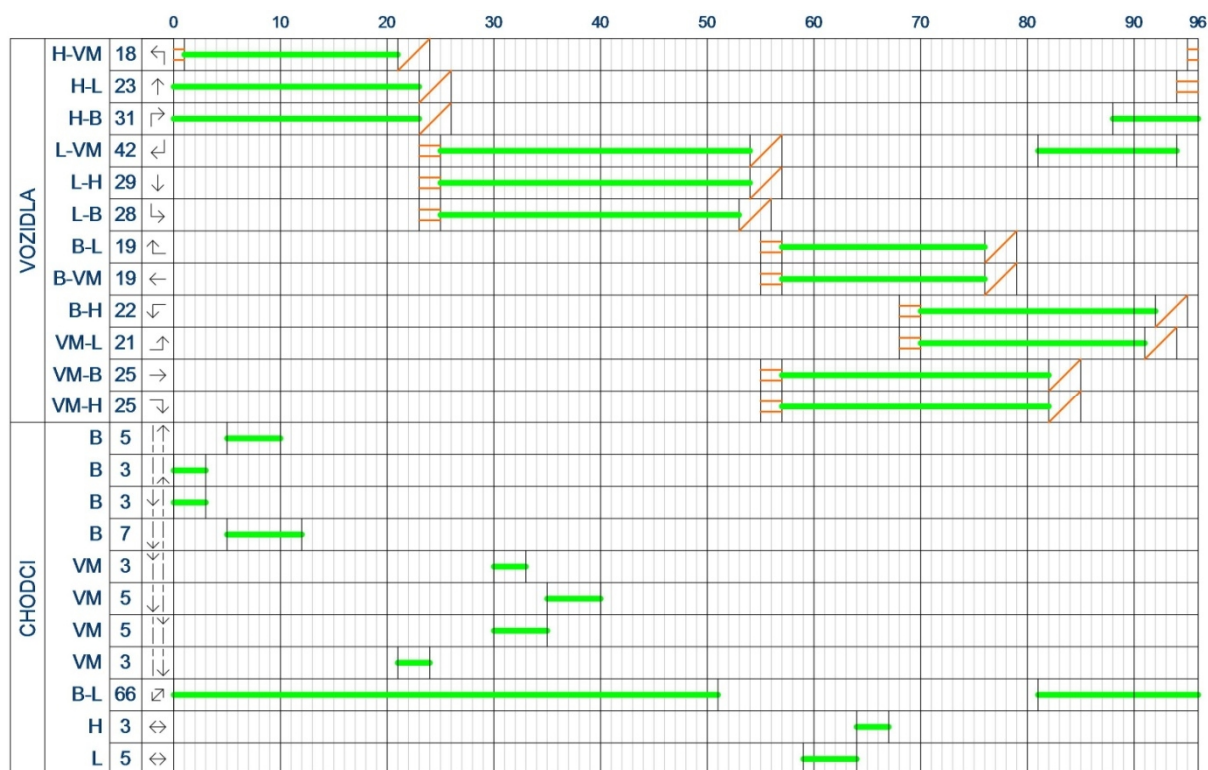 0 10 20 30 40 50 60 70 80 90 96
VOZIDLA
H-VM 18
H-L 23
H-B 31
L-VM 42
L-H 29
L-B 28
B-L 19
B-VM 19
B-H 22
VM-L 21
VM-B 25
VM-H 25
CHODCI
B 5
B 3
B 3
B 7
VM 3
VM 5
VM 5
VM 3
B-L 66
H 3
L 5